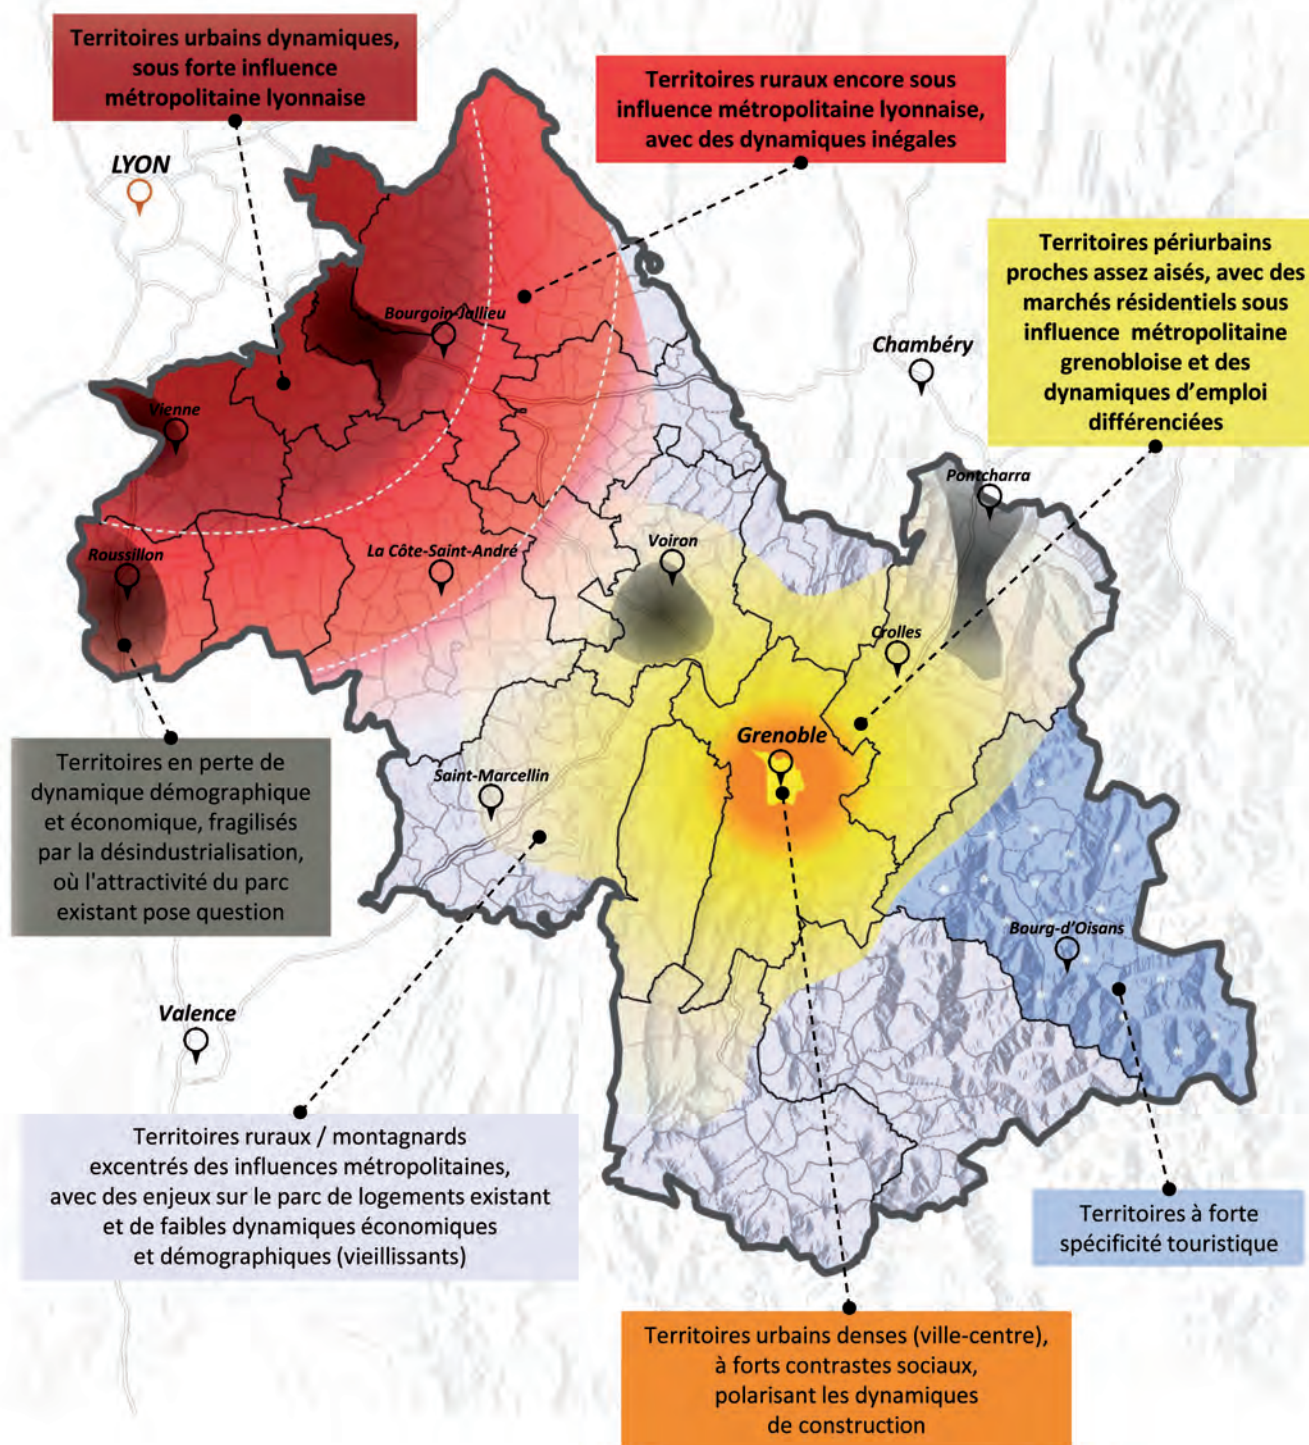 Territoires urbains dynamiques,
sous forte influence
métropolitaine lyonnaise
Territoires ruraux encore sous
influence métropolitaine lyonnaise,
avec des dynamiques inégales
LYON
Territoires périurbains
proches assez aisés, avec des
marchés résidentiels sous
influence métropolitaine
grenobloise et des
dynamiques d'emploi
différenciées
Bourgoin-Jallieu
Chambéry
Vienne
Pontcharra
Roussillon
La Côte-Saint-André
Voiron
Crolles
Grenoble
Saint-Marcellin
Territoires en perte de
dynamique démographique
et économique, fragilisés
par la désindustrialisation,
où l'attractivité du parc
existant pose question
Bourg-d'Oisans
Valence
Territoires ruraux / montagnards
excentrés des influences métropolitaines,
avec des enjeux sur le parc de logements existant
et de faibles dynamiques économiques
et démographiques (vieillissants)
Territoires à forte
spécificité touristique
Territoires urbains denses (ville-centre),
à forts contrastes sociaux,
polarisant les dynamiques
de construction